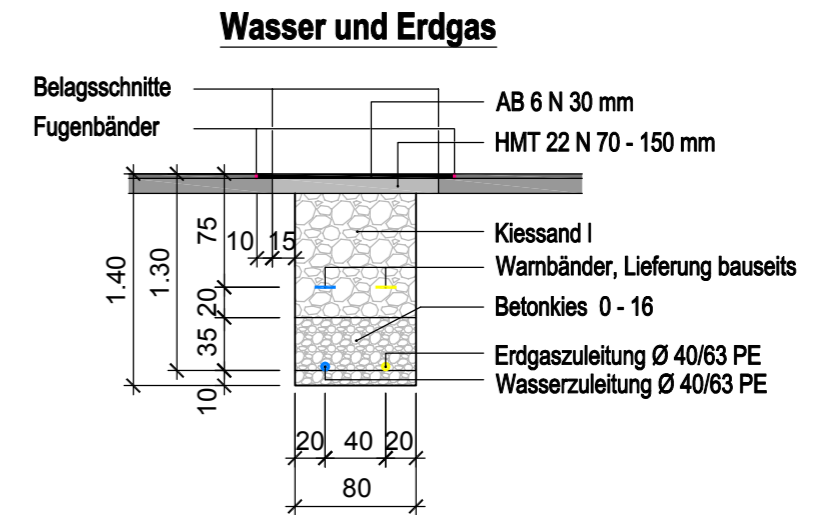 Wasser und Erdgas
Belagsschnitte
Fugenbänder
AB 6 N 30 mm
HMT 22 N 70 - 150 mm
Kiessand I
Warnbänder, Lieferung bauseits
Betonkies 0 - 16
Erdgaszuleitung Ø 40/63 PE
Wasserzuleitung Ø 40/63 PE
1.40
1.30
75
20
35
10
10
15
20
40
20
80